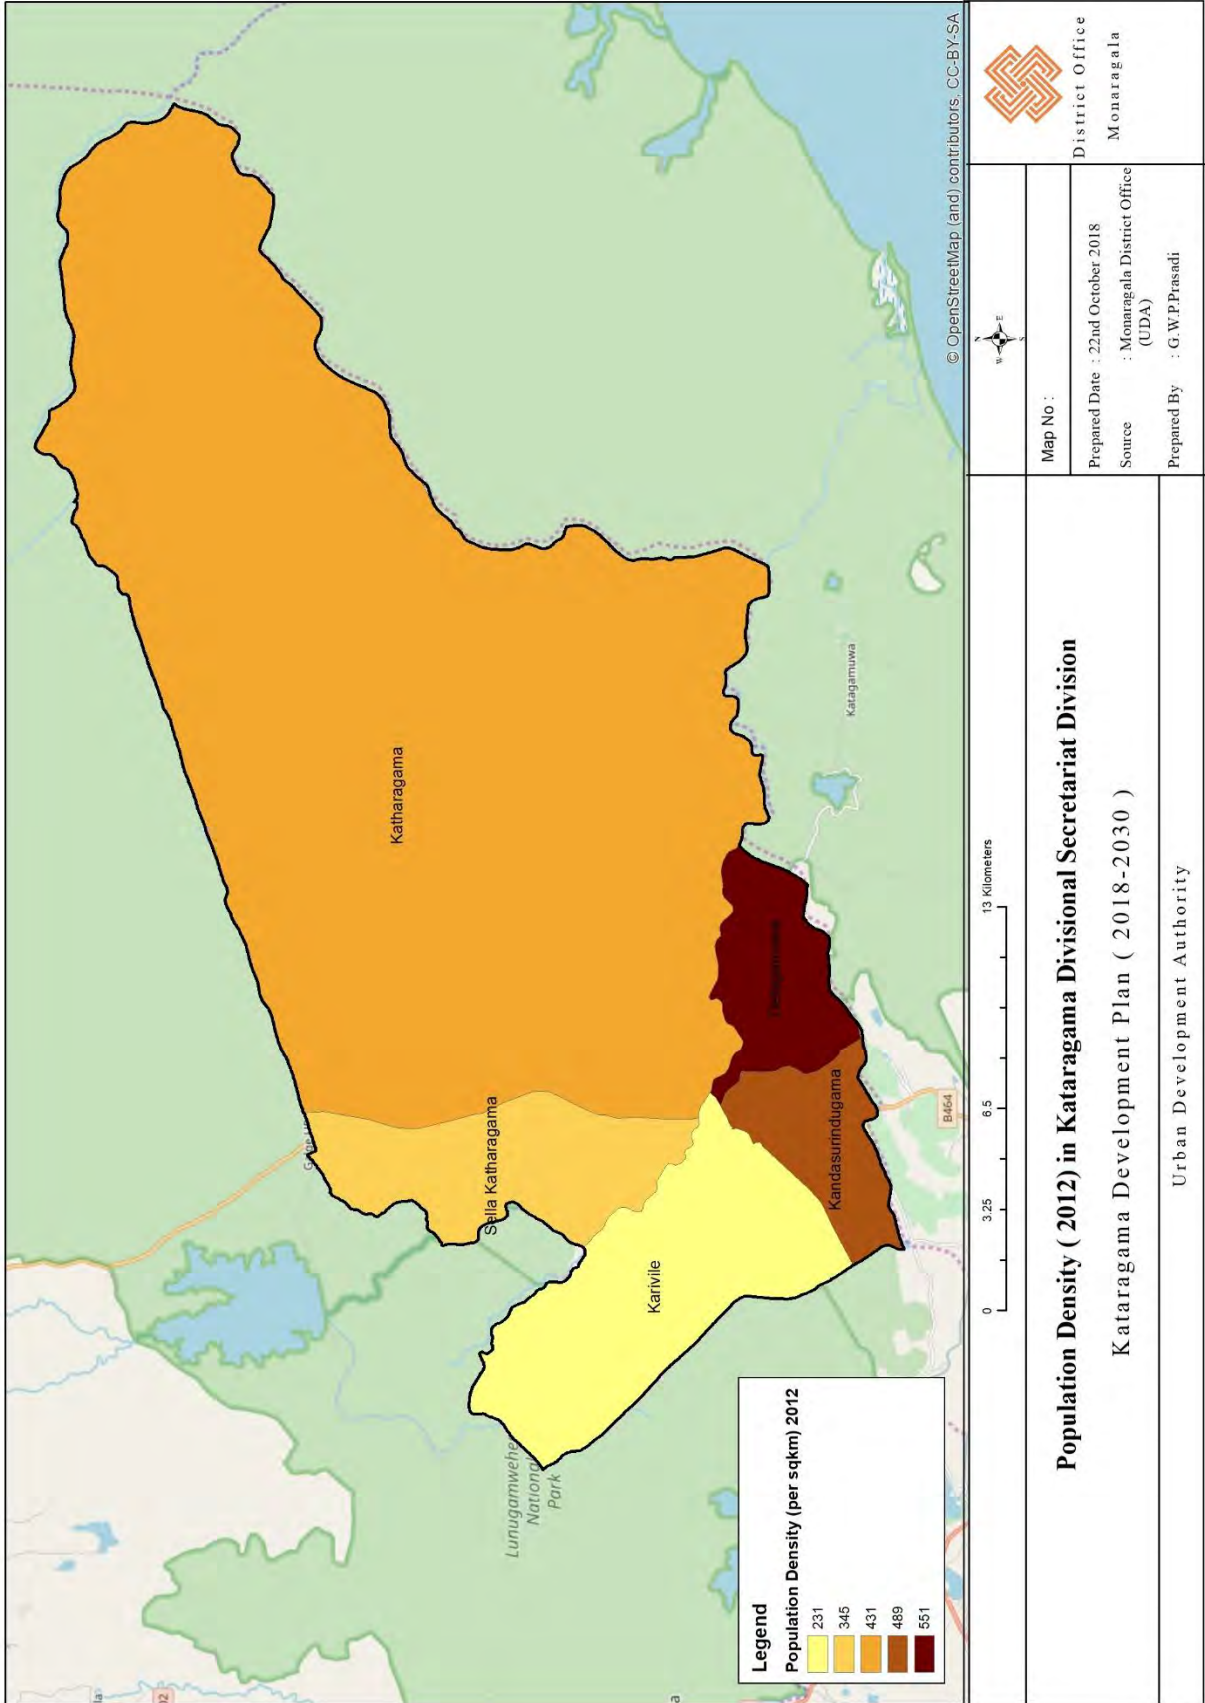 Katharagama
Sella Katharagama
Karivile
Kandasurindugama
Katagamuwa
B464
Lunugamwehe
National
Park
02
© OpenStreetMap (and) contributors, CC-BY-SA
Legend
Population Density (per sqkm) 2012
231
345
431
489
551
0 3.25 6.5 13 Kilometers
N
W E
S
Map No :
Prepared Date : 22nd October 2018
Source : Monaragala District Office
(UDA)
Prepared By : G.W.P.Prasadi
District Office
Monaragala
Population Density ( 2012) in Kataragama Divisional Secretariat Division
Kataragama Development Plan ( 2018-2030 )
Urban Development Authority